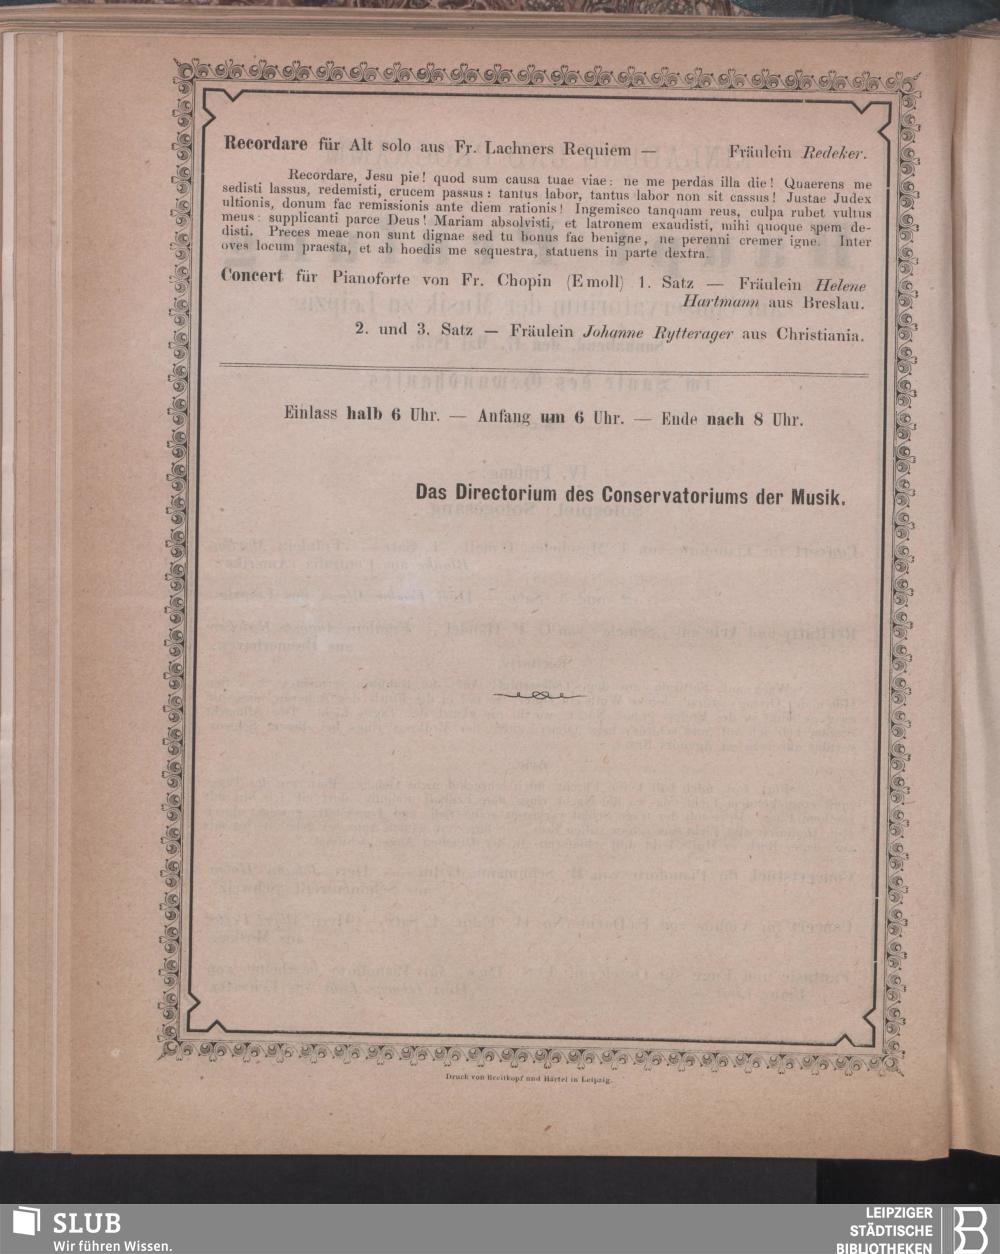 Recordare für Alt solo aus Fr. Lachners Requiem — Fräulein Redeker.
Recordare, Jesu pie! quod sum causa tuae viae: ne me perdas illa die! Quaerens me
sedisti lassus, redemisti, crucem passus: tantus labor, tantus labor non sit cassus! Justae Judex
ultionis, donum fac remissionis ante diem rationis! Ingemisco tanquam reus, culpa rubet vultus
meus: supplicanti parce Deus! Mariam absolvisti, et latronem exaudisti, mihi quoque spem de-
disti. Preces meae non sunt dignae sed tu bonus fac benigne, ne perenni cremer igne. Inter
oves locum praesta, et ab hoedis me sequestra, statuens in parte dextra.
Concert für Pianoforte von Fr. Chopin (Emoll) 1. Satz — Fräulein Helene
Hartmann aus Breslau.
2. und 3. Satz — Fräulein Johanne Rytterager aus Christiania.
Einlass halb 6 Uhr. — Anfang um 6 Uhr. — Ende nach 8 Uhr.
Das Directorium des Conservatoriums der Musik.
Druck von Breitkopf und Härtel in Leipzig.
SLUB
Wir führen Wissen.
LEIPZIGER
STÄDTISCHE
BIBLIOTHEKEN